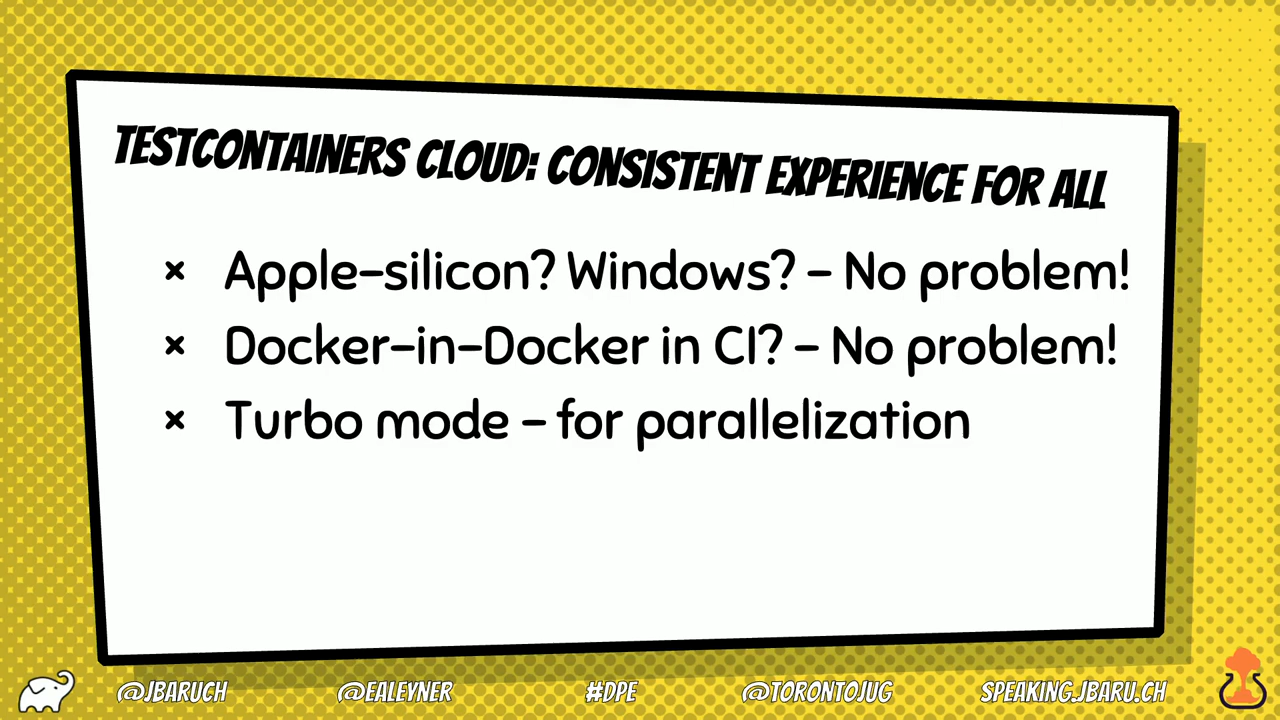 TESTCONTAINERS CLOUD: CONSISTENT EXPERIENCE FOR ALL
× Apple-silicon? Windows? - No problem!
× Docker-in-Docker in CI? - No problem!
× Turbo mode - for parallelization
@JBARUCH @EALEYNER #DPE @TORONTOJUG SPEAKING.JBARU.CH